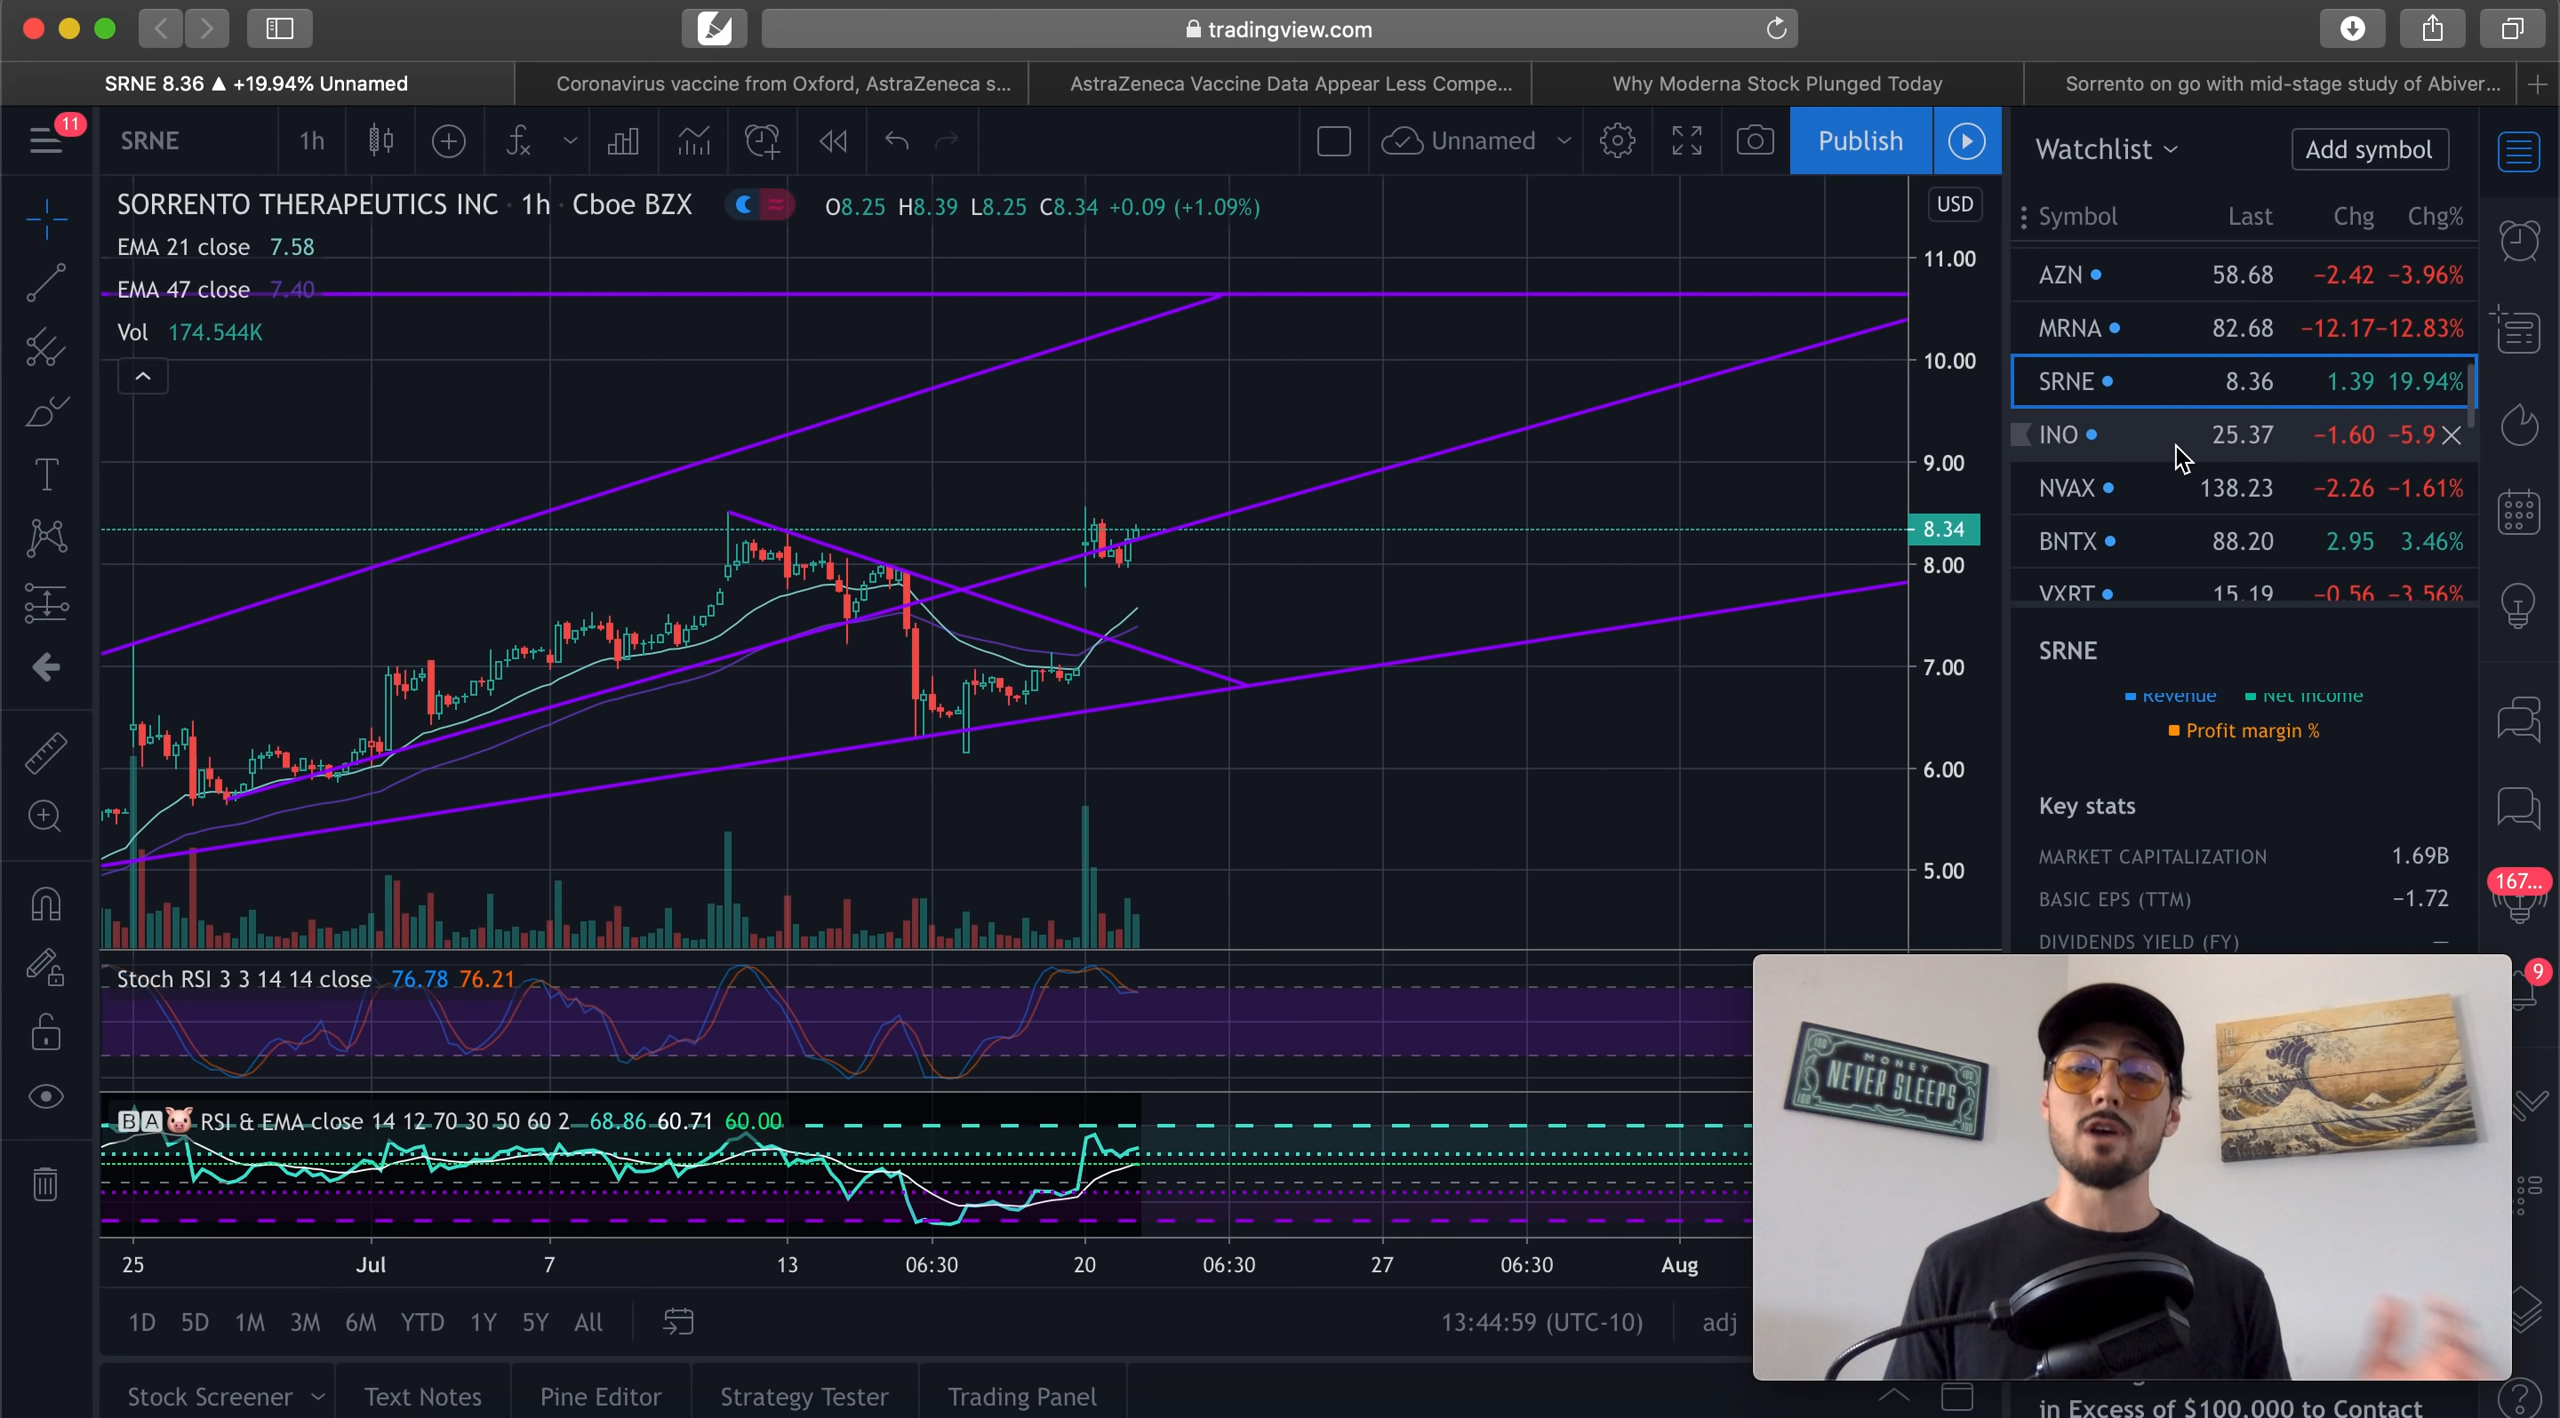 tradingview.com
SRNE 8.36 ▲ +19.94% Unnamed
Coronavirus vaccine from Oxford, AstraZeneca s...
AstraZeneca Vaccine Data Appear Less Compe...
Why Moderna Stock Plunged Today
Sorrento on go with mid-stage study of Abiver...
11
SRNE
1h
Unnamed
Publish
Watchlist
Add symbol
SORRENTO THERAPEUTICS INC · 1h · Cboe BZX
O8.25 H8.39 L8.25 C8.34 +0.09 (+1.09%)
USD
EMA 21 close 7.58
EMA 47 close 7.40
Vol 174.544K
11.00
10.00
9.00
8.34
8.00
7.00
6.00
5.00
Symbol Last Chg Chg%
AZN 58.68 −2.42 −3.96%
MRNA 82.68 −12.17 −12.83%
SRNE 8.36 1.39 19.94%
INO 25.37 −1.60 −5.9
NVAX 138.23 −2.26 −1.61%
BNTX 88.20 2.95 3.46%
VXRT 15.19 −0.56 −3.56%
SRNE
Revenue Net income
Profit margin %
Key stats
MARKET CAPITALIZATION 1.69B
BASIC EPS (TTM) −1.72
DIVIDENDS YIELD (FY) —
167...
9
Stoch RSI 3 3 14 14 close 76.78 76.21
BA RSI & EMA close 14 12 70 30 50 60 2 68.86 60.71 60.00
MONEY
NEVER SLEEPS
100
25 Jul 7 13 06:30 20 06:30 27 06:30 Aug
1D 5D 1M 3M 6M YTD 1Y 5Y All
13:44:59 (UTC-10) adj
Stock Screener
Text Notes
Pine Editor
Strategy Tester
Trading Panel
in Excess of $100,000 to Contact